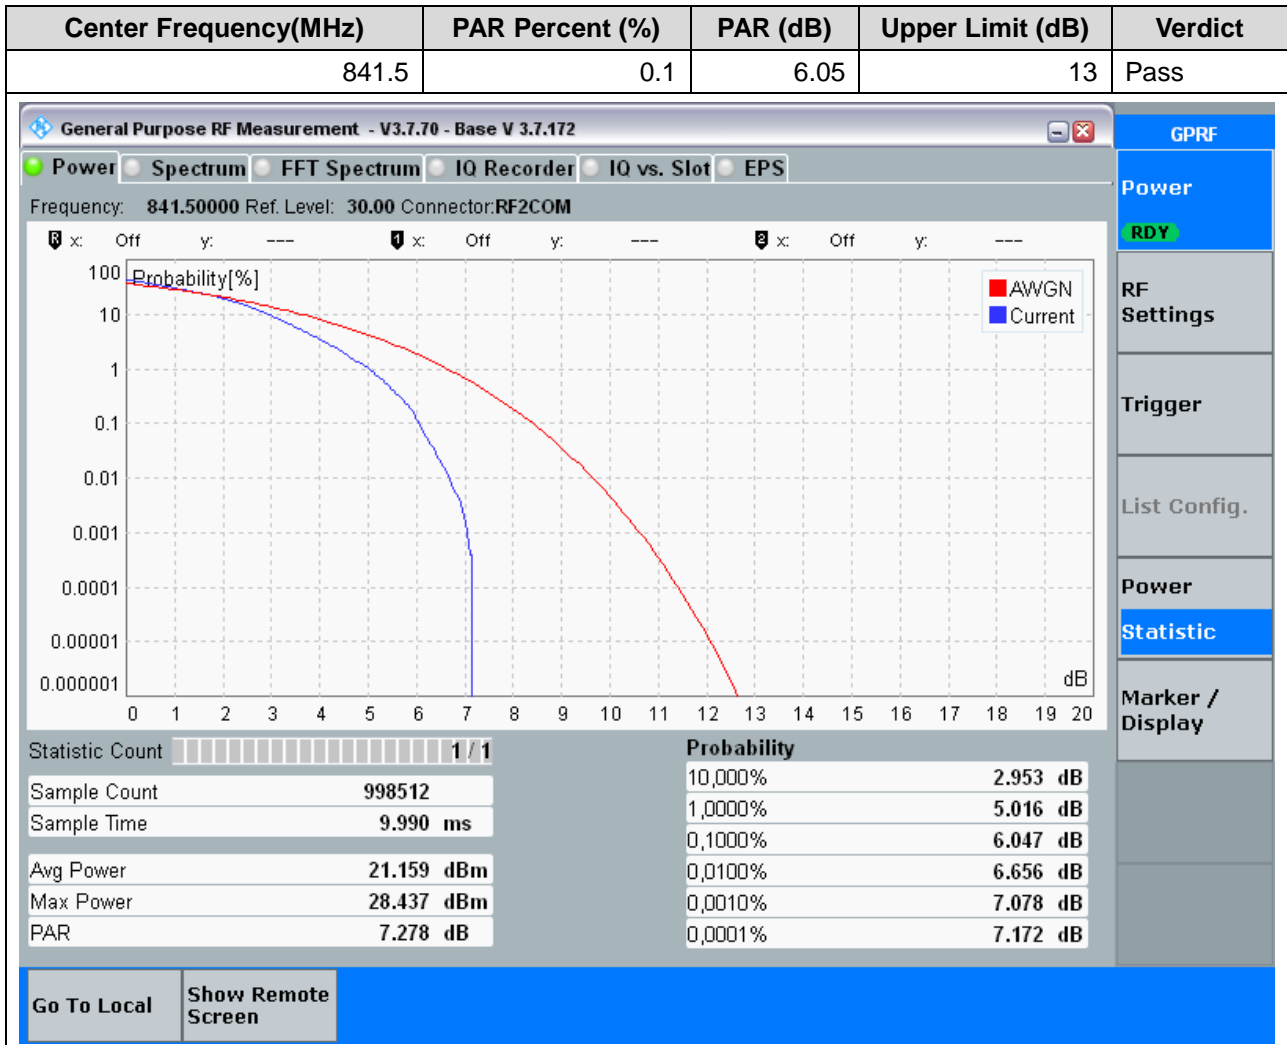 Center Frequency(MHz) PAR Percent (%) PAR (dB) Upper Limit (dB) Verdict
841.5 0.1 6.05 13 Pass
General Purpose RF Measurement - V3.7.70 - Base V 3.7.172
GPRF
Power Spectrum FFT Spectrum IQ Recorder IQ vs. Slot EPS
Power
RDY
Frequency: 841.50000 Ref. Level: 30.00 Connector:RF2COM
R x: Off y: --- 1 x: Off y: --- 2 x: Off y: ---
Probability[%]
AWGN
Current
100
10
1
0.1
0.01
0.001
0.0001
0.00001
0.000001
dB
0 1 2 3 4 5 6 7 8 9 10 11 12 13 14 15 16 17 18 19 20
RF
Settings
Trigger
List Config.
Power
Statistic
Marker /
Display
Statistic Count 1 / 1
Sample Count 998512
Sample Time 9.990 ms
Avg Power 21.159 dBm
Max Power 28.437 dBm
PAR 7.278 dB
Probability
10,000% 2.953 dB
1,0000% 5.016 dB
0,1000% 6.047 dB
0,0100% 6.656 dB
0,0010% 7.078 dB
0,0001% 7.172 dB
Go To Local
Show Remote
Screen